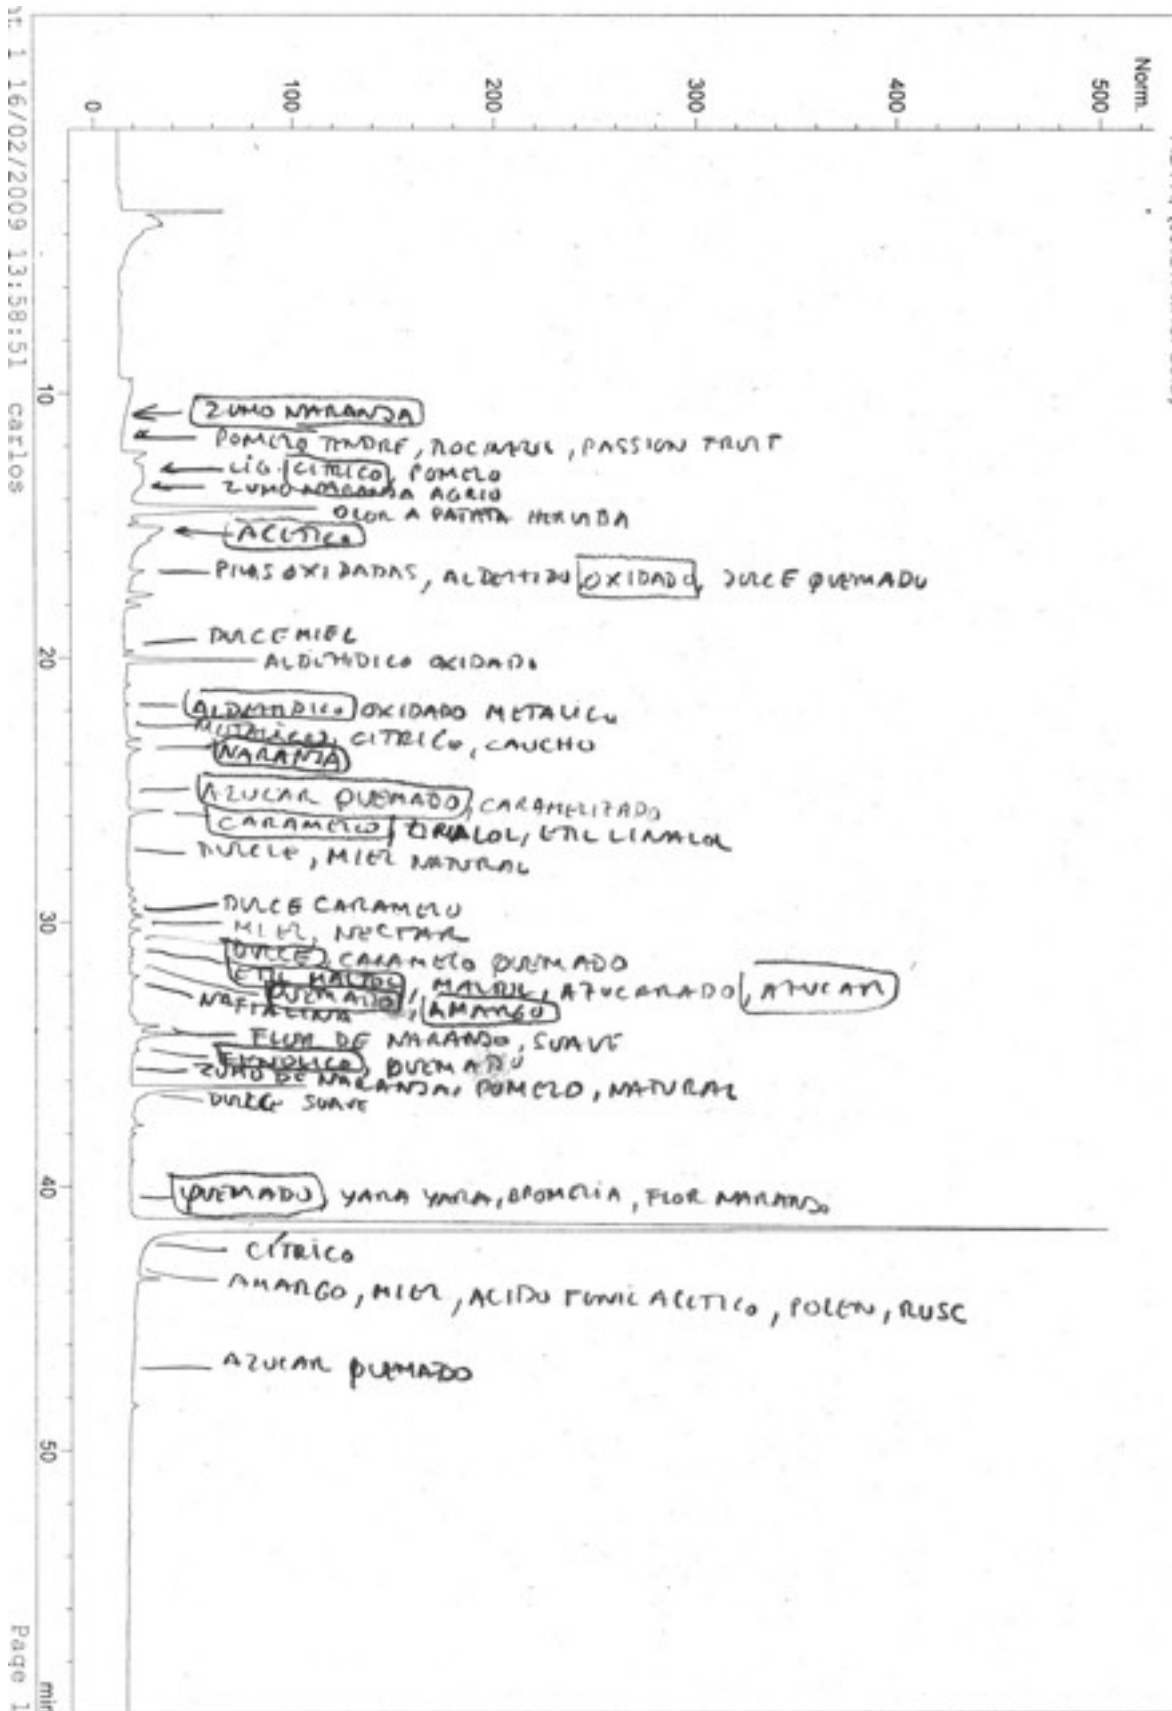 Norm.
0 100 200 300 400 500
10
ZUMO NARANJA
POMELO TENDRE, PASSION FRUIT
LIG. CITRICO, POMELO
ZUMO NARANJA AGRIO
OLOR A PATATA HERVIDA
ACETICO
PILAS OXIDADAS, ALDEHIDO OXIDADO, DULCE QUEMADO
DULCE MIEL
20
ALDEHIDICO OXIDADO
ALDEHIDICO OXIDADO METALICO
METALICO, CITRICO, CAUCHO
NARANJA
AZUCAR QUEMADO, CARAMELIZADO
CARAMELO, ETIL LINALOL
DULCE, MIEL NATURAL
DULCE CARAMELO
30
MIEL, NECTAR
DULCE, CARAMELO QUEMADO
ETIL MALTOL, MALTOL, AZUCARADO, AZUCAR
QUEMADO, AMARGO
NAFTALINA
FLOR DE NARANJO, SUAVE
FENOLICO, QUEMADO
ZUMO DE NARANJA, POMELO, NATURAL
DULCE SUAVE
40
QUEMADO YARA YARA, BROMELIA, FLOR NARANJO
CÍTRICO
AMARGO, MIEL, ACIDO FENIL ACETICO, POLEN, RUSC
AZUCAR QUEMADO
50
min
1 16/02/2009 13:58:51 carlos
Page 1